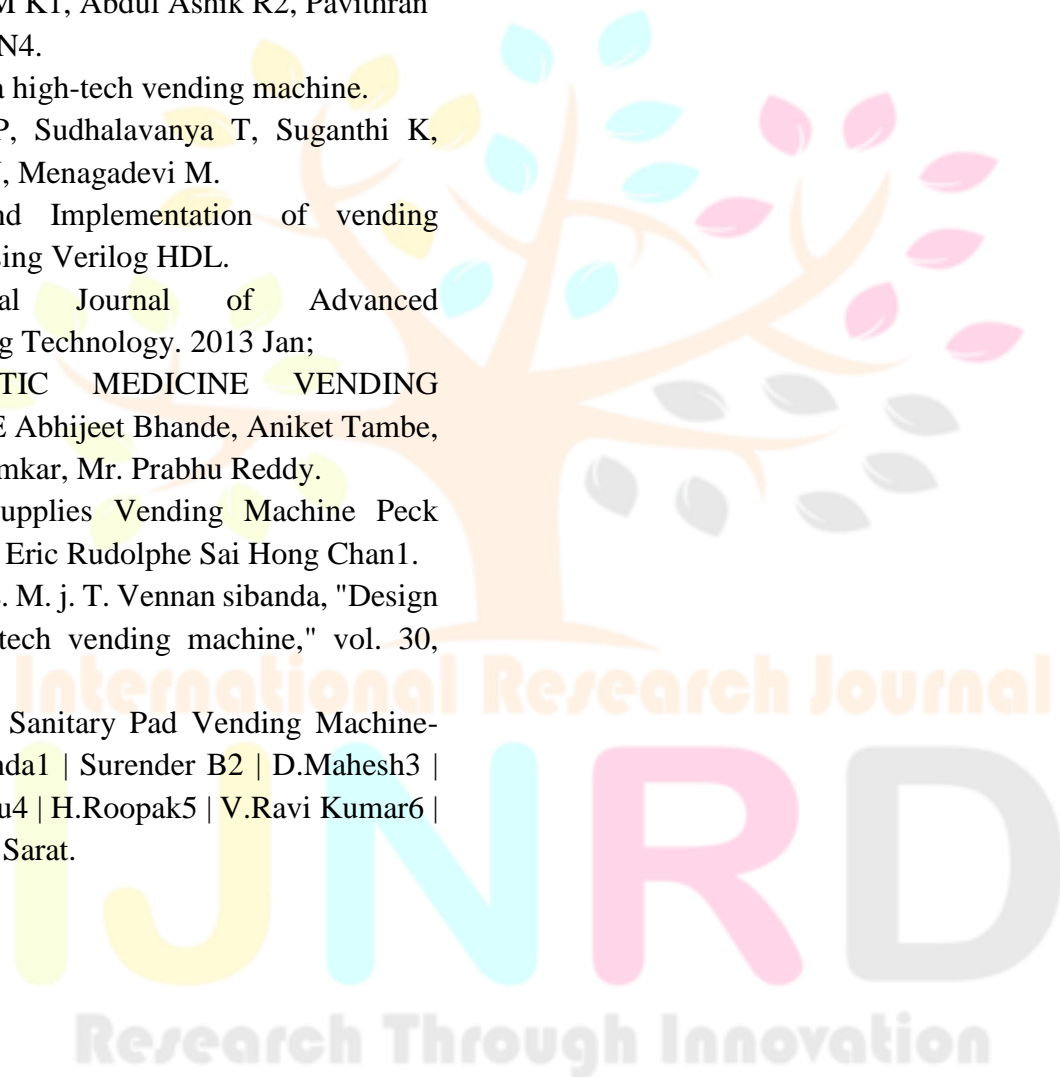 M K1, Abdul Ashik R2, Pavithran
N4.
a high-tech vending machine.
P, Sudhalavanya T, Suganthi K,
, Menagadevi M.
nd Implementation of vending
sing Verilog HDL.
al Journal of Advanced
g Technology. 2013 Jan;
TIC MEDICINE VENDING
E Abhijeet Bhande, Aniket Tambe,
mkar, Mr. Prabhu Reddy.
upplies Vending Machine Peck
Eric Rudolphe Sai Hong Chan1.
. M. j. T. Vennan sibanda, "Design
tech vending machine," vol. 30,
International Research Journal
Sanitary Pad Vending Machine-
nda1 | Surender B2 | D.Mahesh3 |
u4 | H.Roopak5 | V.Ravi Kumar6 |
Sarat.
IJNRD
Research Through Innovation